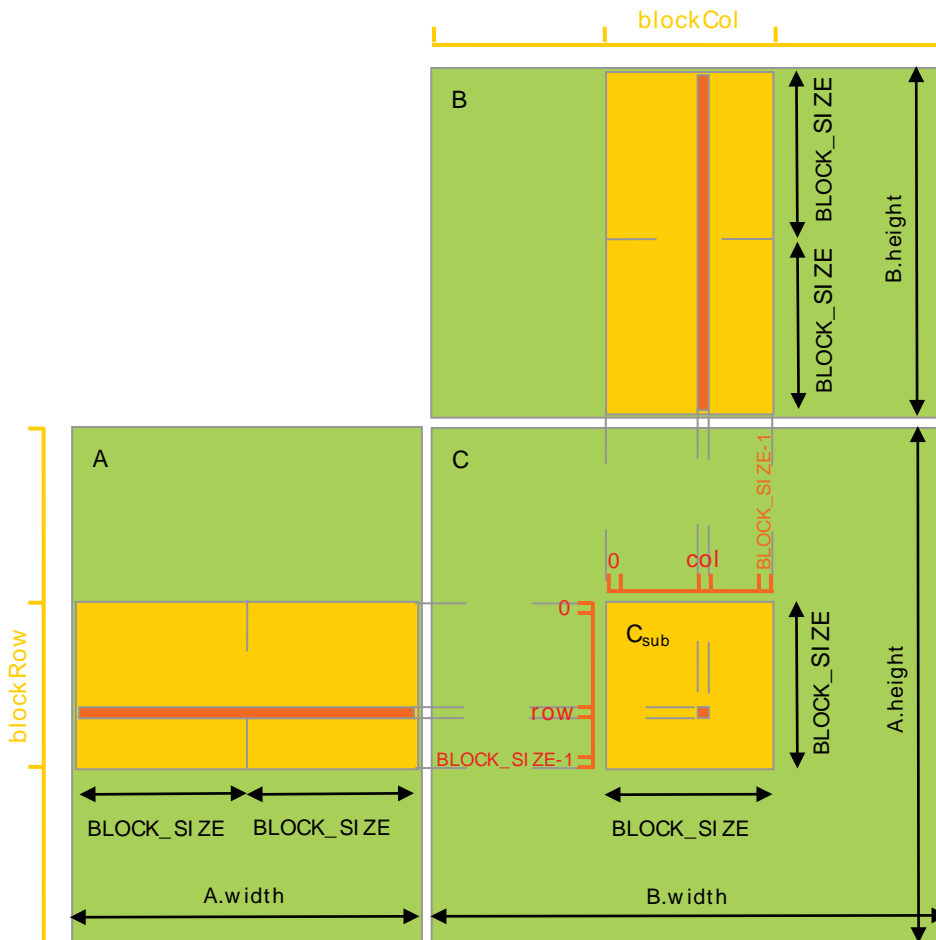 blockCol
B
BLOCK_SIZE
BLOCK_SIZE
B.height
A
C
BLOCK_SIZE-1
0
col
blockRow
0
C_sub
row
BLOCK_SIZE-1
BLOCK_SIZE
A.height
BLOCK_SIZE
BLOCK_SIZE
BLOCK_SIZE
A.width
B.width